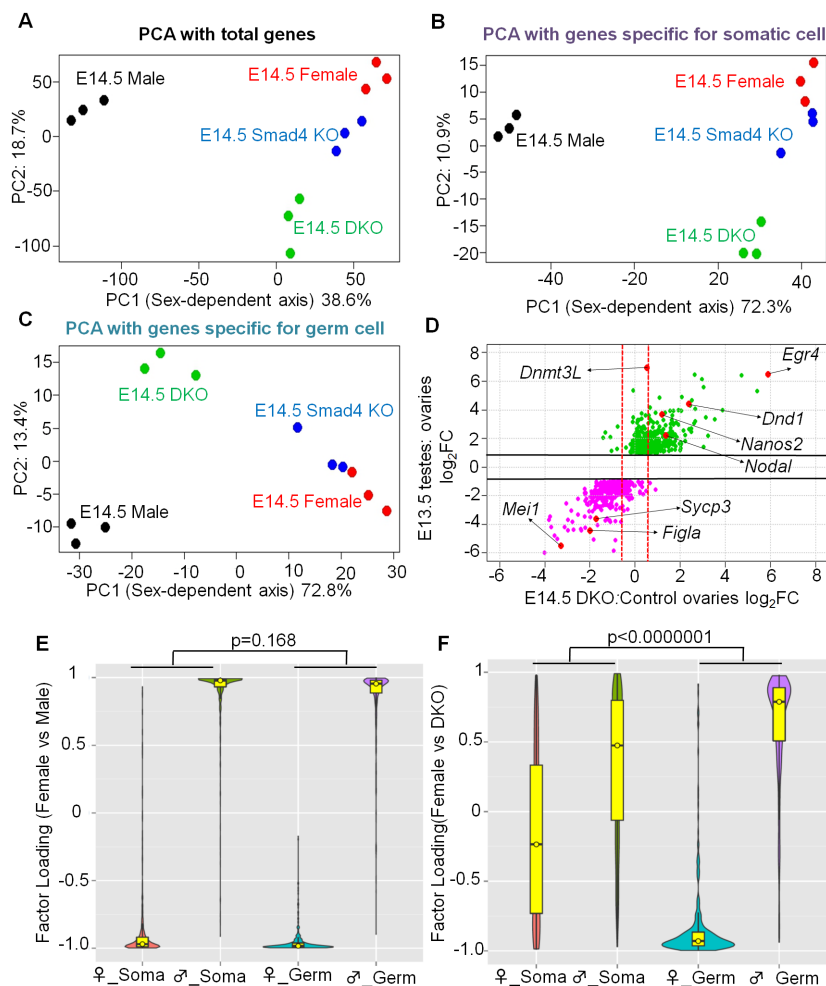 A
PCA with total genes
50
0
-50
-100
PC2: 18.7%
E14.5 Male
E14.5 Female
E14.5 Smad4 KO
E14.5 DKO
-100
-50
0
50
PC1 (Sex-dependent axis) 38.6%
B
PCA with genes specific for somatic cell
15
10
5
0
-5
-10
-15
-20
PC2: 10.9%
E14.5 Female
E14.5 Smad4 KO
E14.5 Male
E14.5 DKO
-40
-20
0
20
40
PC1 (Sex-dependent axis) 72.3%
C
PCA with genes specific for germ cell
15
10
5
0
-5
-10
PC2: 13.4%
E14.5 DKO
E14.5 Smad4 KO
E14.5 Female
E14.5 Male
-30
-20
-10
0
10
20
30
PC1 (Sex-dependent axis) 72.8%
D
8
6
4
2
0
-2
-4
-6
E13.5 testes: ovaries
log2FC
Dnmt3L
Egr4
Dnd1
Nanos2
Nodal
Mei1
Sycp3
Figla
-6
-4
-2
0
2
4
6
8
E14.5 DKO:Control ovaries log2FC
E
p=0.168
1
0.5
0
-0.5
-1.0
Factor Loading (Female vs Male)
♀_Soma
♂_Soma
♀_Germ
♂_Germ
F
p<0.0000001
1
0.5
0
-0.5
-1.0
Factor Loading(Female vs DKO)
♀_Soma
♂_Soma
♀_Germ
♂_Germ